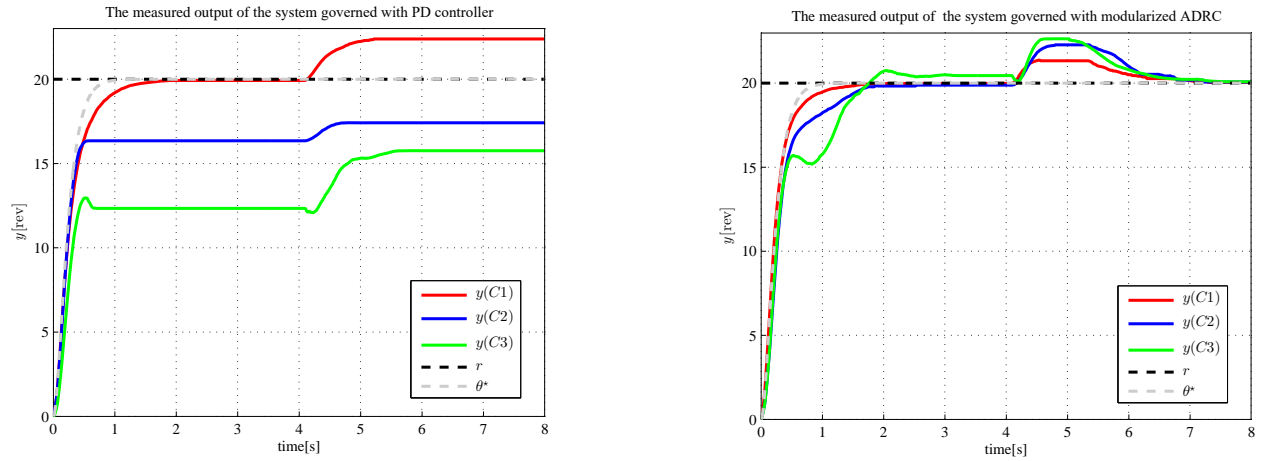 The measured output of the system governed with PD controller
20
15
10
5
0
y[rev]
0 1 2 3 4 5 6 7 8
time[s]
y(C1)
y(C2)
y(C3)
r
θ⋆
The measured output of the system governed with modularized ADRC
20
15
10
5
0
y[rev]
0 1 2 3 4 5 6 7 8
time[s]
y(C1)
y(C2)
y(C3)
r
θ⋆